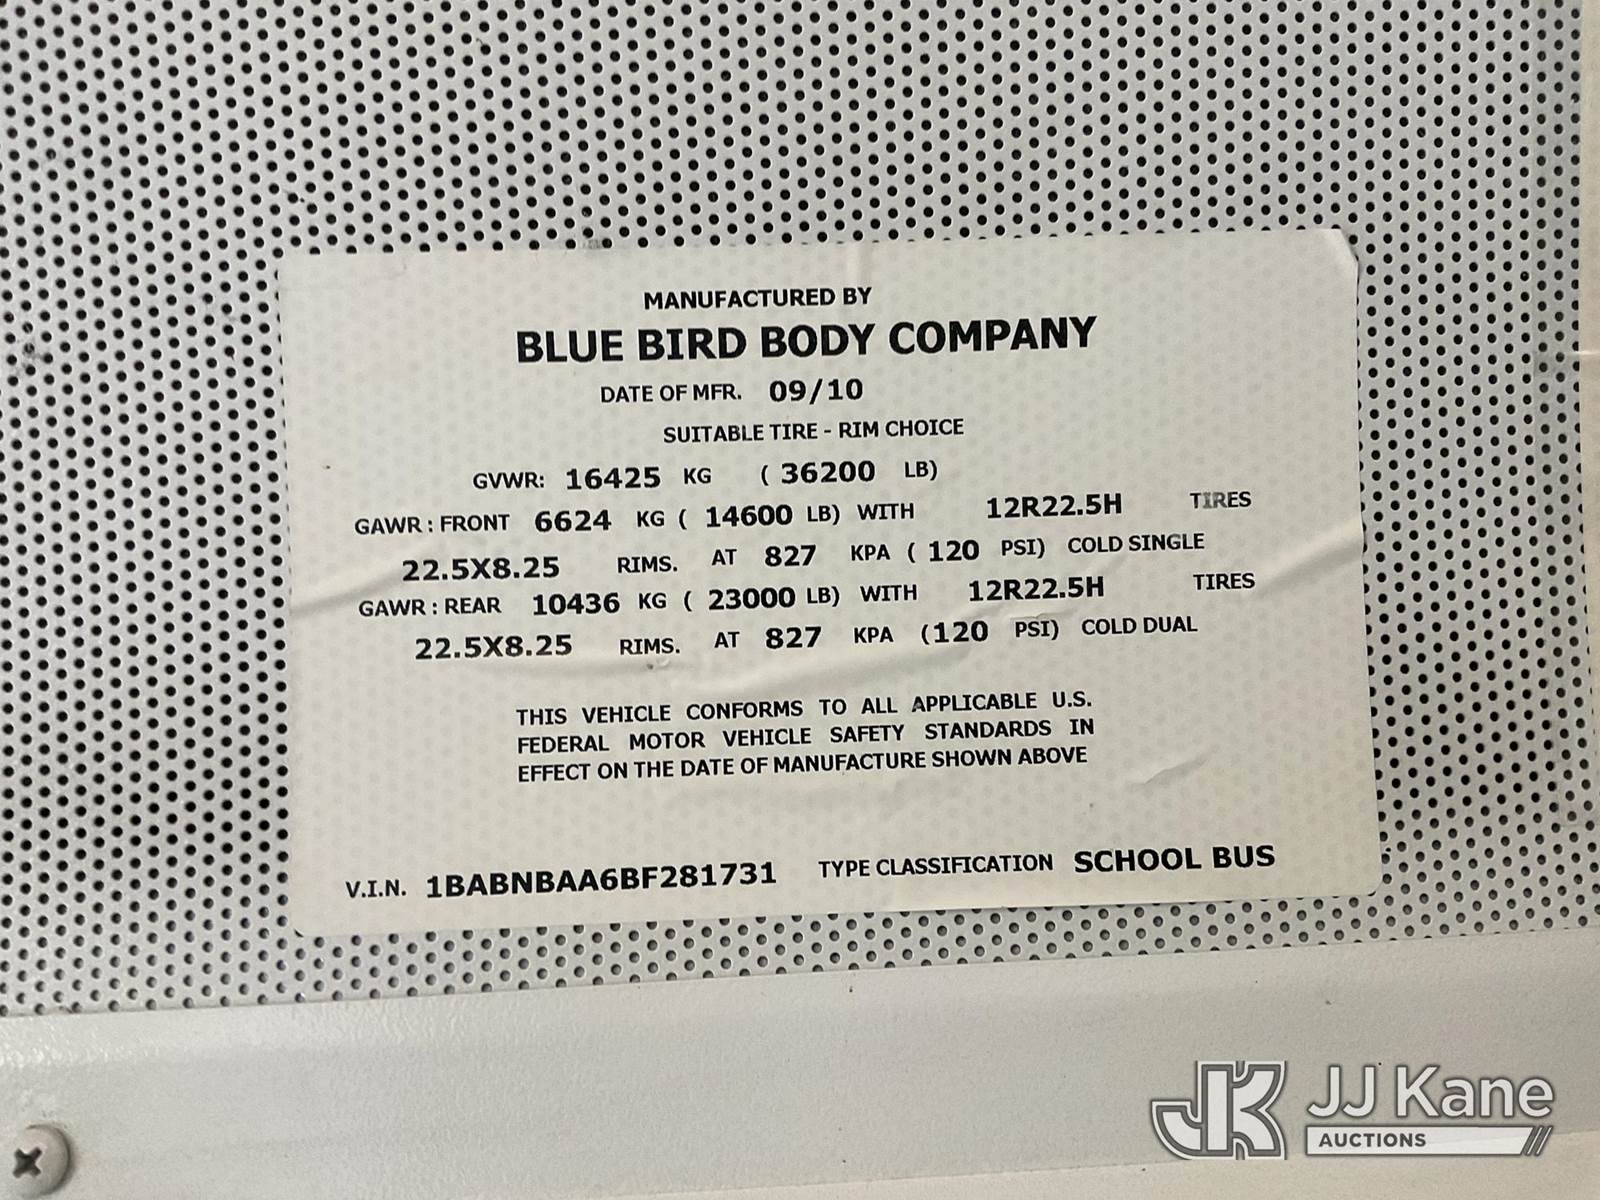 MANUFACTURED BY
BLUE BIRD BODY COMPANY
DATE OF MFR. 09/10
SUITABLE TIRE - RIM CHOICE
GVWR: 16425 KG ( 36200 LB)
GAWR : FRONT 6624 KG ( 14600 LB) WITH 12R22.5H TIRES
22.5X8.25 RIMS. AT 827 KPA ( 120 PSI) COLD SINGLE
GAWR : REAR 10436 KG ( 23000 LB) WITH 12R22.5H TIRES
22.5X8.25 RIMS. AT 827 KPA (120 PSI) COLD DUAL
THIS VEHICLE CONFORMS TO ALL APPLICABLE U.S.
FEDERAL MOTOR VEHICLE SAFETY STANDARDS IN
EFFECT ON THE DATE OF MANUFACTURE SHOWN ABOVE
V.I.N. 1BABNBAA6BF281731 TYPE CLASSIFICATION SCHOOL BUS
JK JJ Kane
AUCTIONS